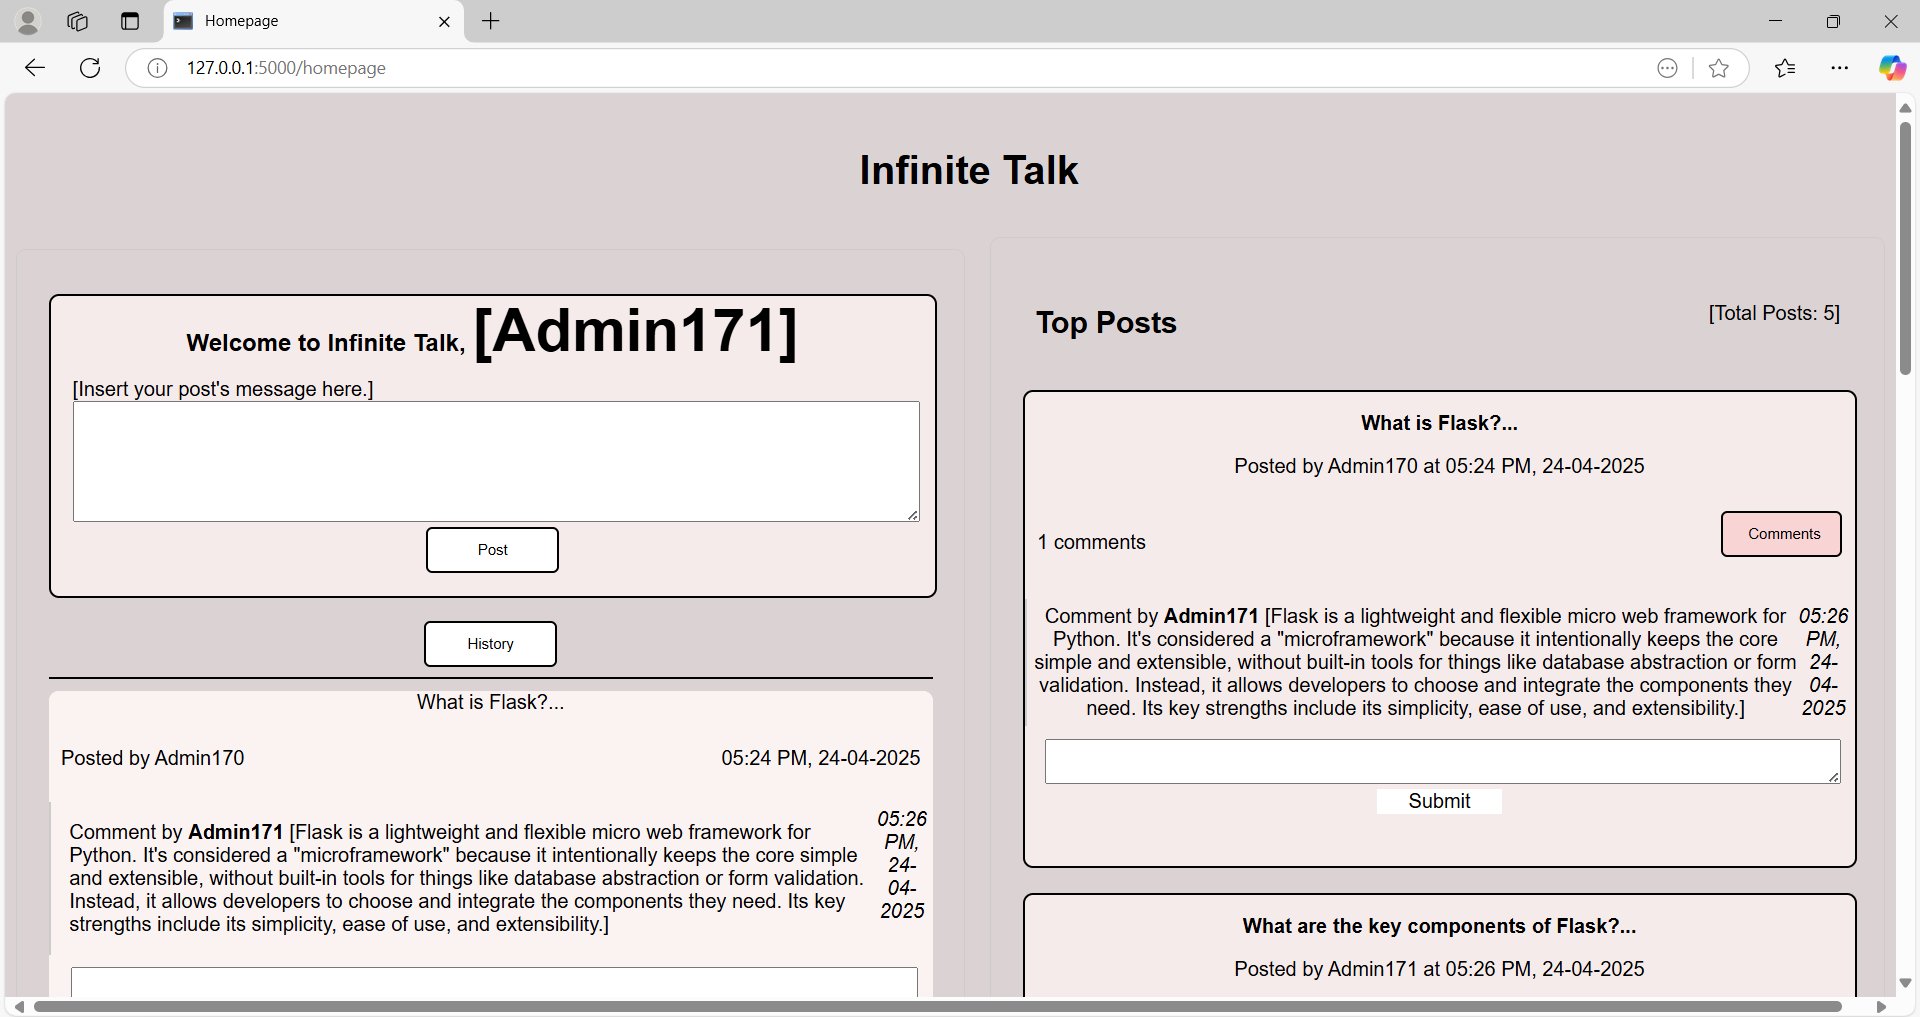 Homepage
127.0.0.1:5000/homepage
Infinite Talk
Welcome to Infinite Talk, [Admin171]
[Insert your post's message here.]
Post
History
What is Flask?...
Posted by Admin170
05:24 PM, 24-04-2025
Comment by Admin171 [Flask is a lightweight and flexible micro web framework for
Python. It's considered a "microframework" because it intentionally keeps the core simple
and extensible, without built-in tools for things like database abstraction or form validation.
Instead, it allows developers to choose and integrate the components they need. Its key
strengths include its simplicity, ease of use, and extensibility.]
05:26
PM,
24-
04-
2025
Top Posts
[Total Posts: 5]
What is Flask?...
Posted by Admin170 at 05:24 PM, 24-04-2025
1 comments
Comments
Comment by Admin171 [Flask is a lightweight and flexible micro web framework for
Python. It's considered a "microframework" because it intentionally keeps the core
simple and extensible, without built-in tools for things like database abstraction or form
validation. Instead, it allows developers to choose and integrate the components they
need. Its key strengths include its simplicity, ease of use, and extensibility.]
05:26
PM,
24-
04-
2025
Submit
What are the key components of Flask?...
Posted by Admin171 at 05:26 PM, 24-04-2025